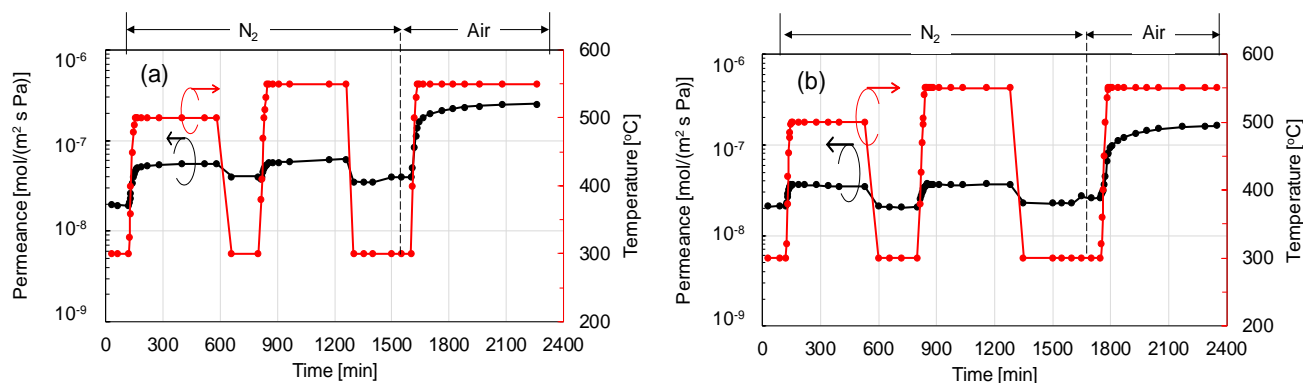 N2 Air
(a)
10-6
10-7
10-8
10-9
Permeance [mol/(m2 s Pa)]
600
500
400
300
200
Temperature [oC]
0 300 600 900 1200 1500 1800 2100 2400
Time [min]
N2 Air
(b)
10-6
10-7
10-8
10-9
Permeance [mol/(m2 s Pa)]
600
500
400
300
200
Temperature [oC]
0 300 600 900 1200 1500 1800 2100 2400
Time [min]